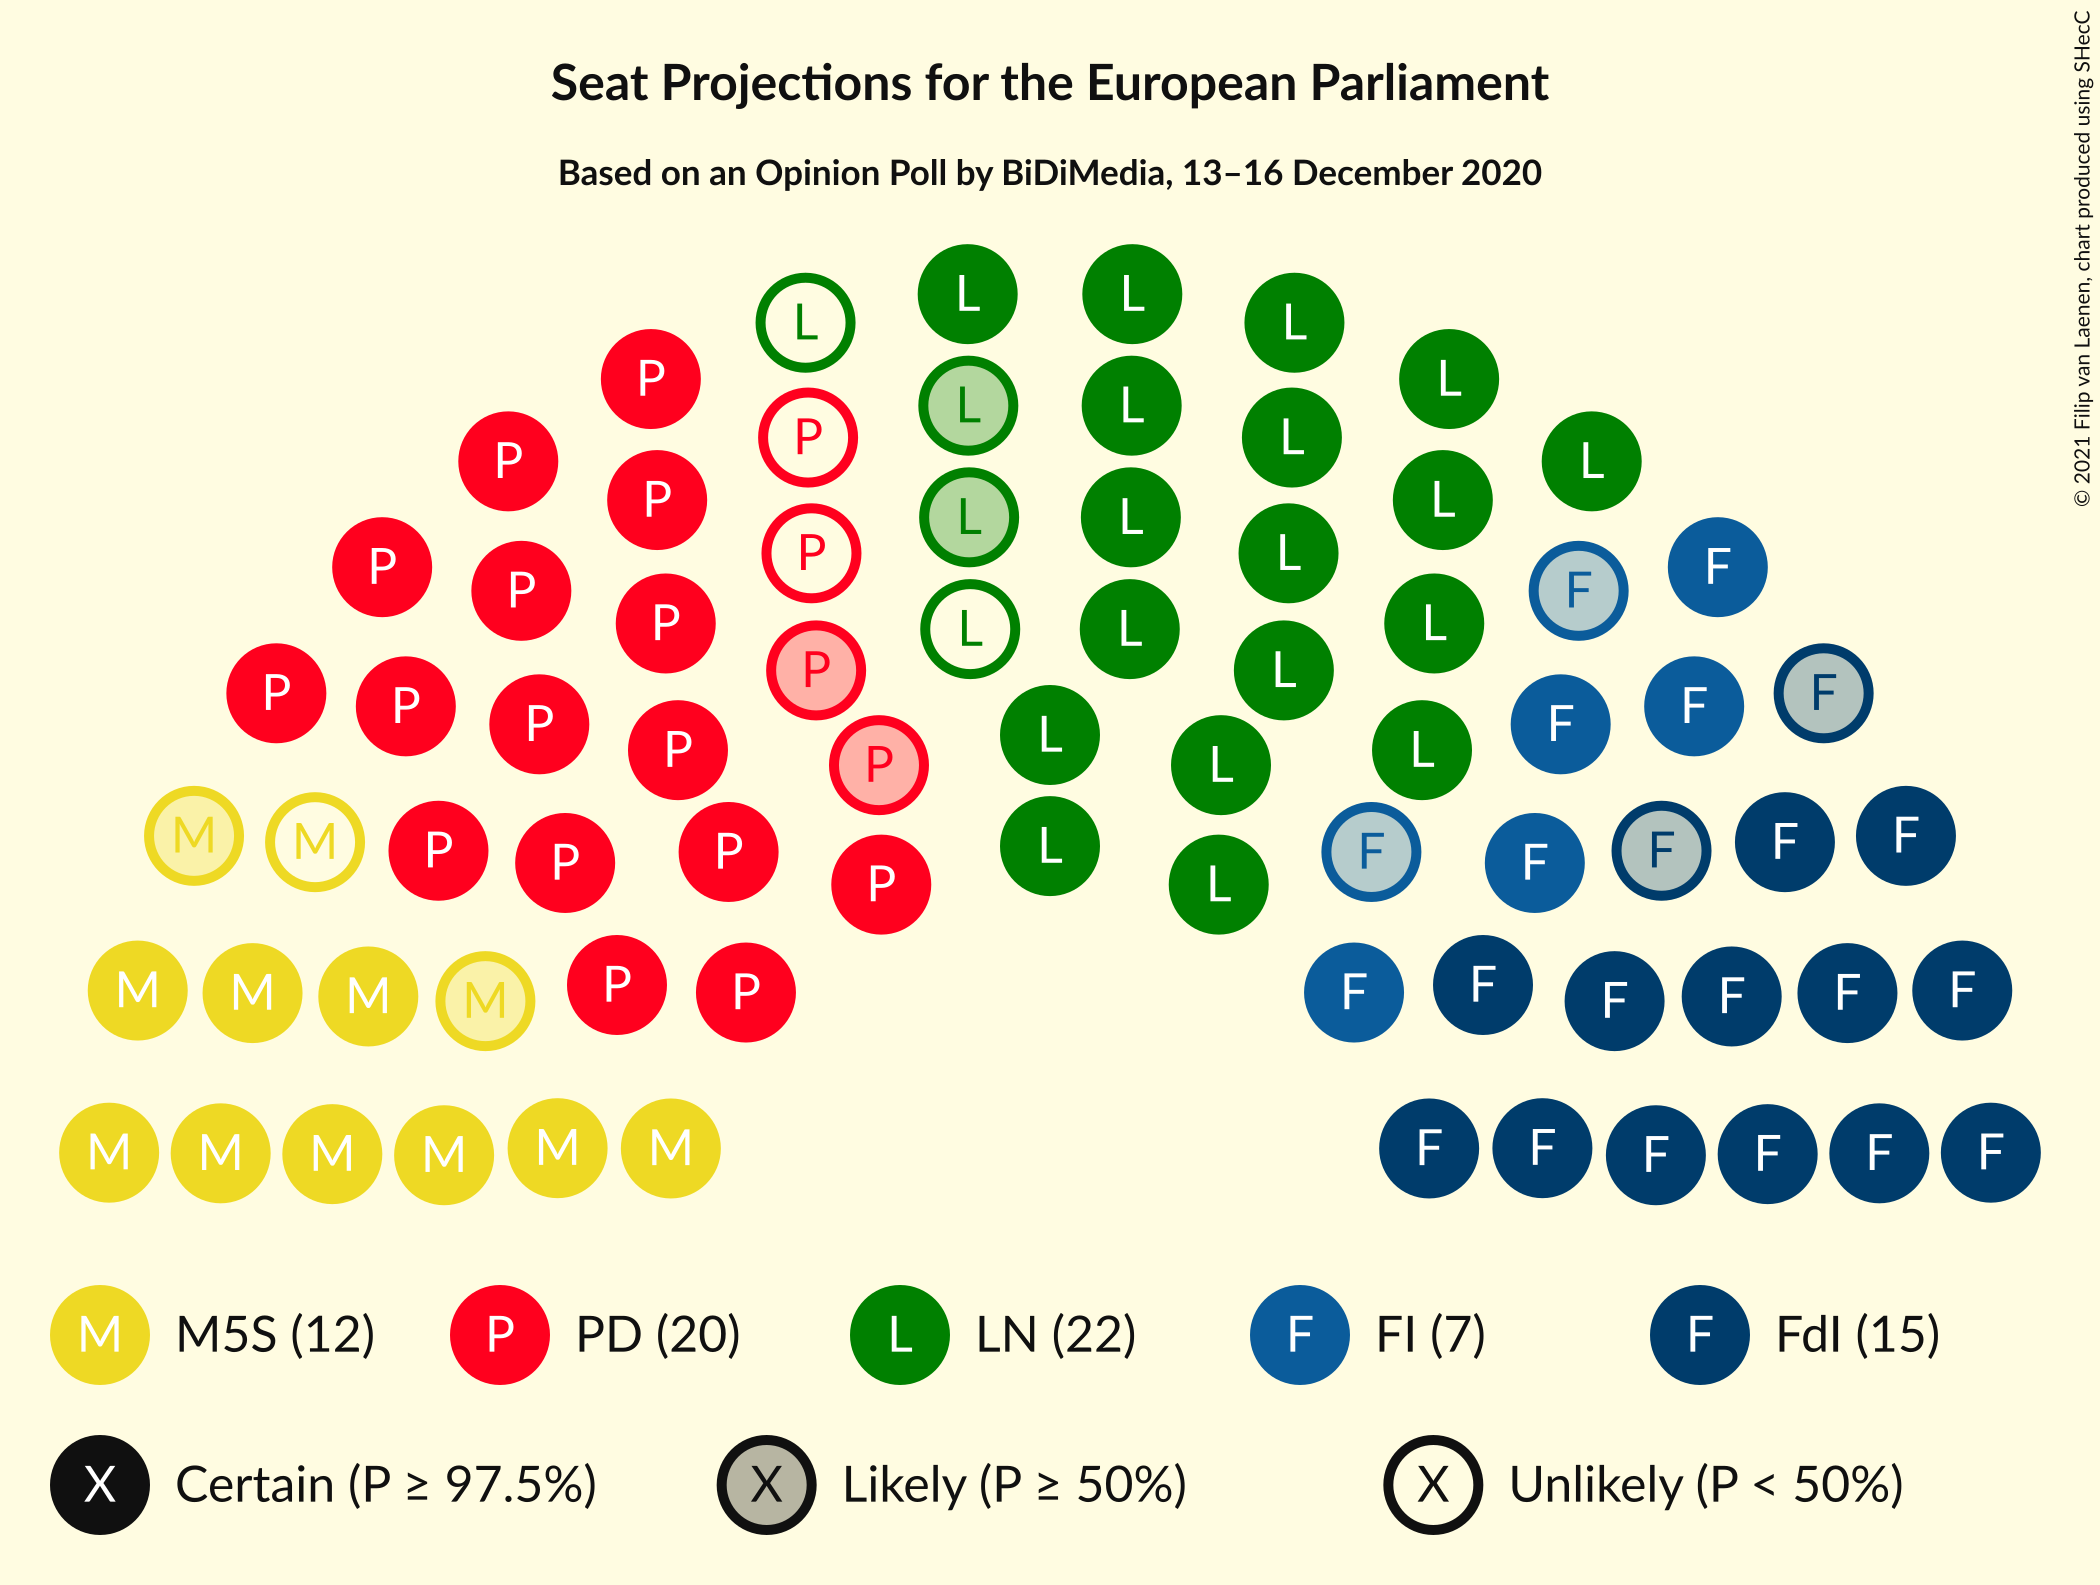 Seat Projections for the European Parliament
Based on an Opinion Poll by BiDiMedia, 13–16 December 2020
© 2021 Filip van Laenen, chart produced using SHecC
L L
L L
P L
P L L P L
P L
P L L P L
P P F F
P L L
P L
P P F F
P P P L L F
P L
M M P P P L F F F F F
P L
M M M M P P F F F F F F
M M M M M M F F F F F F
M M5S (12) P PD (20) L LN (22) F FI (7) F FdI (15)
X Certain (P ≥ 97.5%) X Likely (P ≥ 50%) X Unlikely (P < 50%)